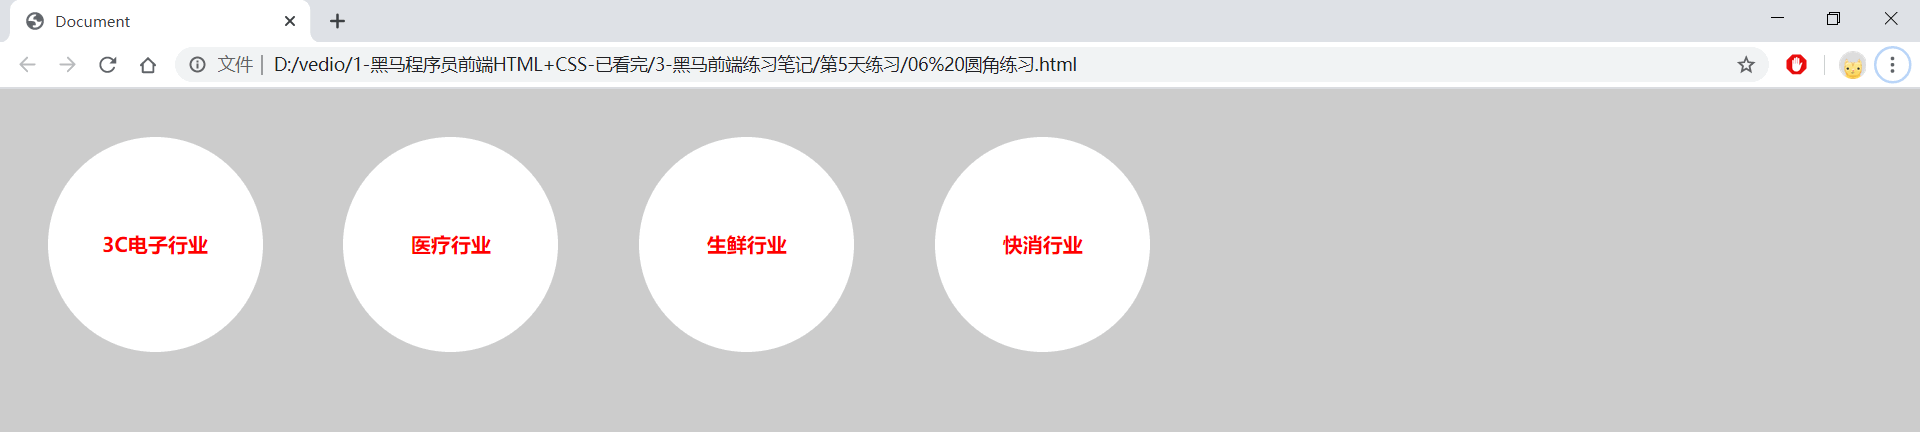 Document
文件 | D:/vedio/1-黑马程序员前端HTML+CSS-已看完/3-黑马前端练习笔记/第5天练习/06%20圆角练习.html
3C电子行业 医疗行业 生鲜行业 快消行业